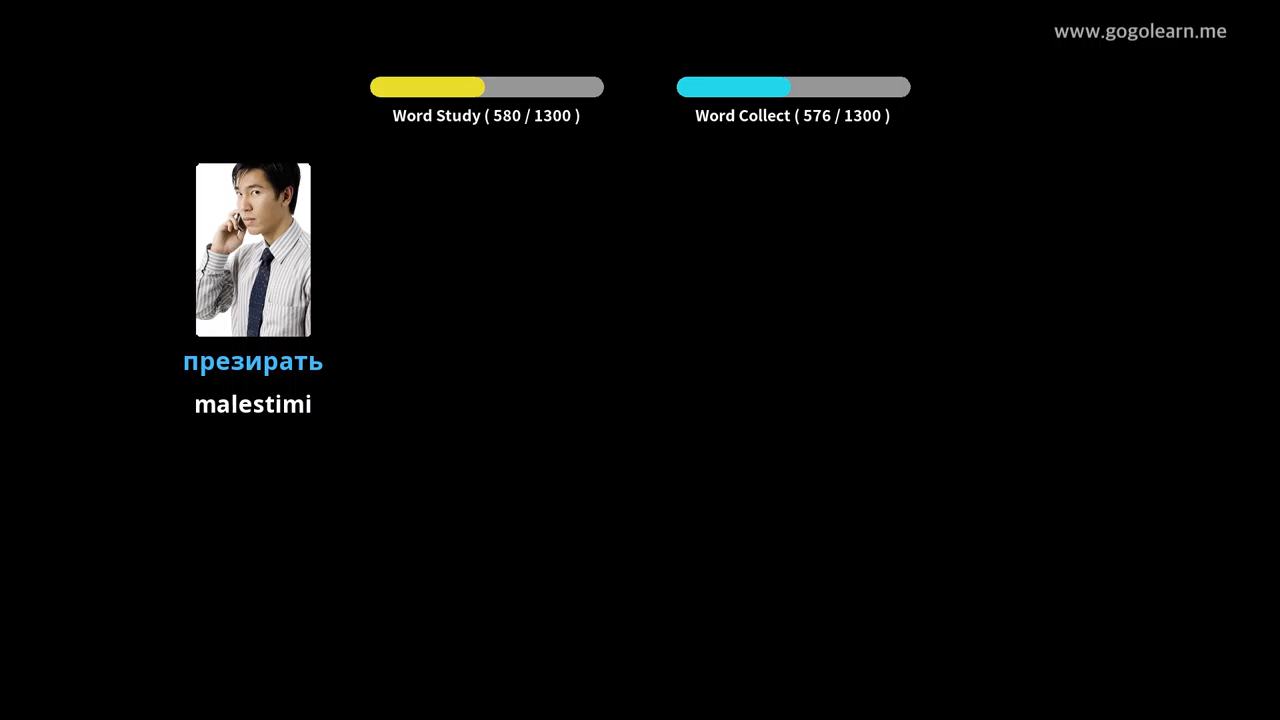 www.gogolearn.me
Word Study ( 580 / 1300 )
Word Collect ( 576 / 1300 )
презирать
malestimi